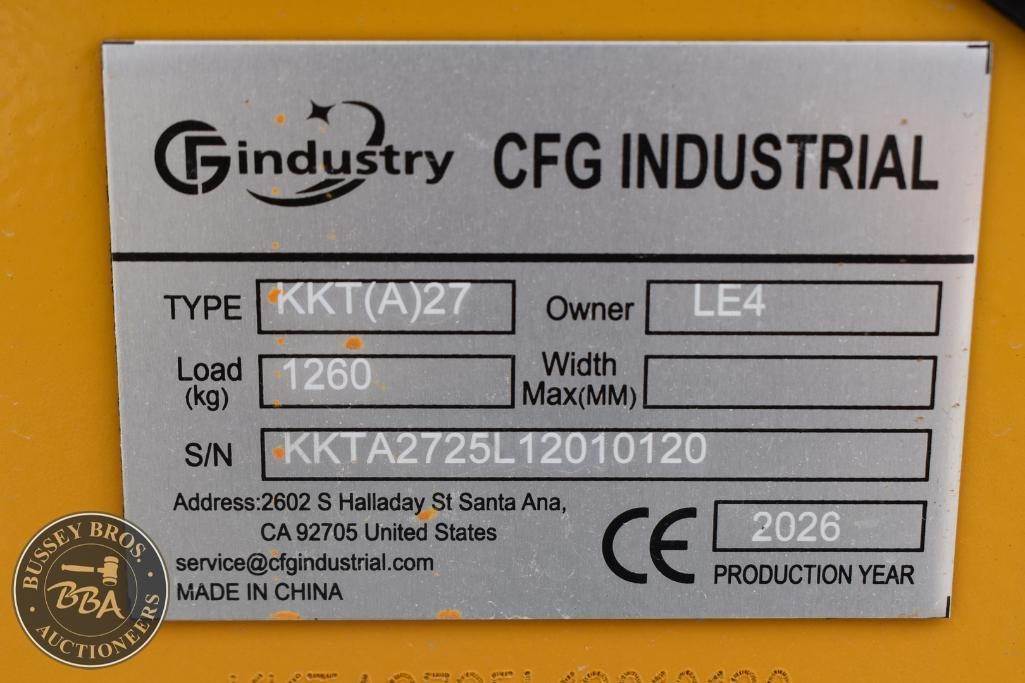 GFindustry CFG INDUSTRIAL
TYPE KKT(A)27 Owner LE4
Load (kg) 1260 Width Max(MM)
S/N KKTA2725L12010120
Address:2602 S Halladay St Santa Ana,
CA 92705 United States
service@cfgindustrial.com
MADE IN CHINA
CE 2026
PRODUCTION YEAR
BUSSEY BROS.
BBA
AUCTIONEERS